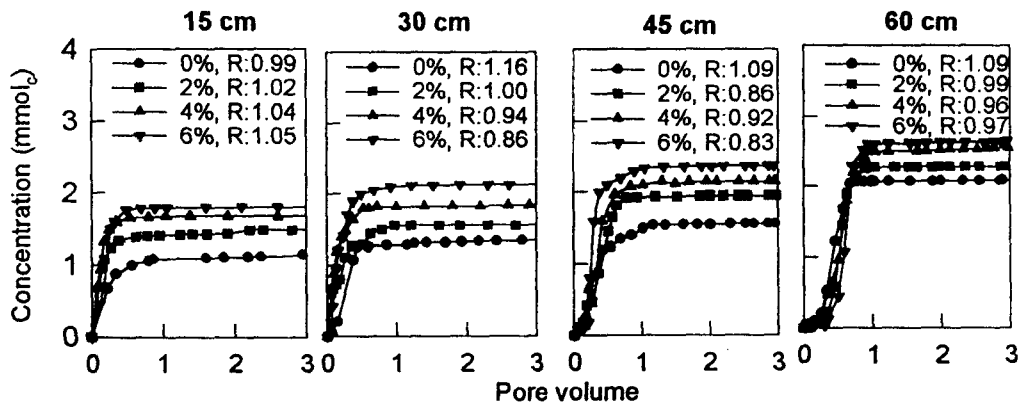 15 cm
30 cm
45 cm
60 cm
Concentration (mmolc)
4
3
2
1
0
0%, R:0.99
2%, R:1.02
4%, R:1.04
6%, R:1.05
0%, R:1.16
2%, R:1.00
4%, R:0.94
6%, R:0.86
0%, R:1.09
2%, R:0.86
4%, R:0.92
6%, R:0.83
0%, R:1.09
2%, R:0.99
4%, R:0.96
6%, R:0.97
0 1 2 3
0 1 2 3
0 1 2 3
0 1 2 3
Pore volume